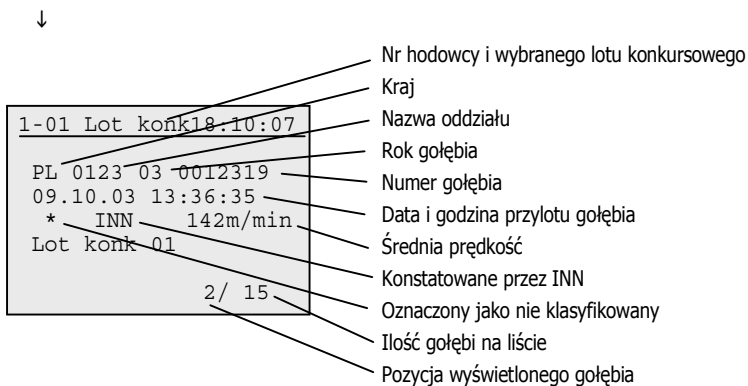 ↓
Nr hodowcy i wybranego lotu konkursowego
Kraj
Nazwa oddziału
Rok gołębia
Numer gołębia
Data i godzina przylotu gołębia
Średnia prędkość
Konstatowane przez INN
Oznaczony jako nie klasyfikowany
Ilość gołębi na liście
Pozycja wyświetlonego gołębia
1-01 Lot konk18:10:07
PL 0123 03 0012319
09.10.03 13:36:35
* INN 142m/min
Lot konk 01
2/ 15